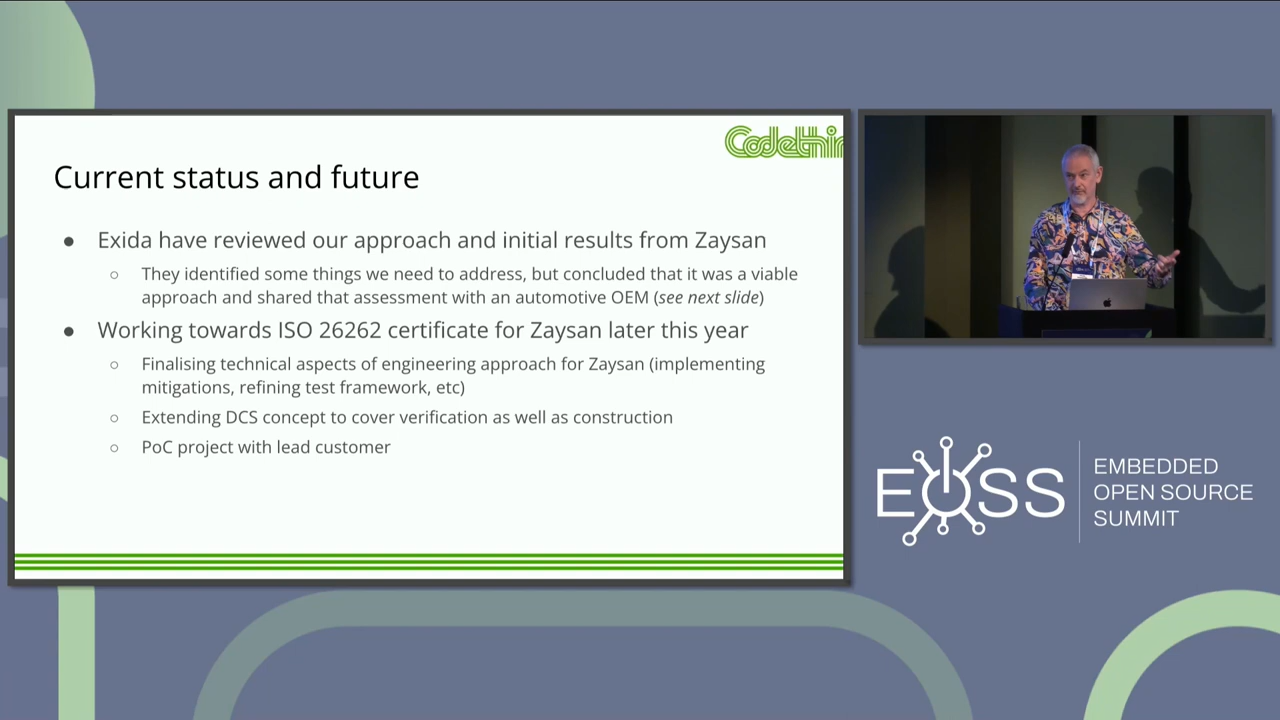 Codethin
Current status and future
● Exida have reviewed our approach and initial results from Zaysan
○ They identified some things we need to address, but concluded that it was a viable
approach and shared that assessment with an automotive OEM (see next slide)
● Working towards ISO 26262 certificate for Zaysan later this year
○ Finalising technical aspects of engineering approach for Zaysan (implementing
mitigations, refining test framework, etc)
○ Extending DCS concept to cover verification as well as construction
○ PoC project with lead customer
EOSS
EMBEDDED
OPEN SOURCE
SUMMIT